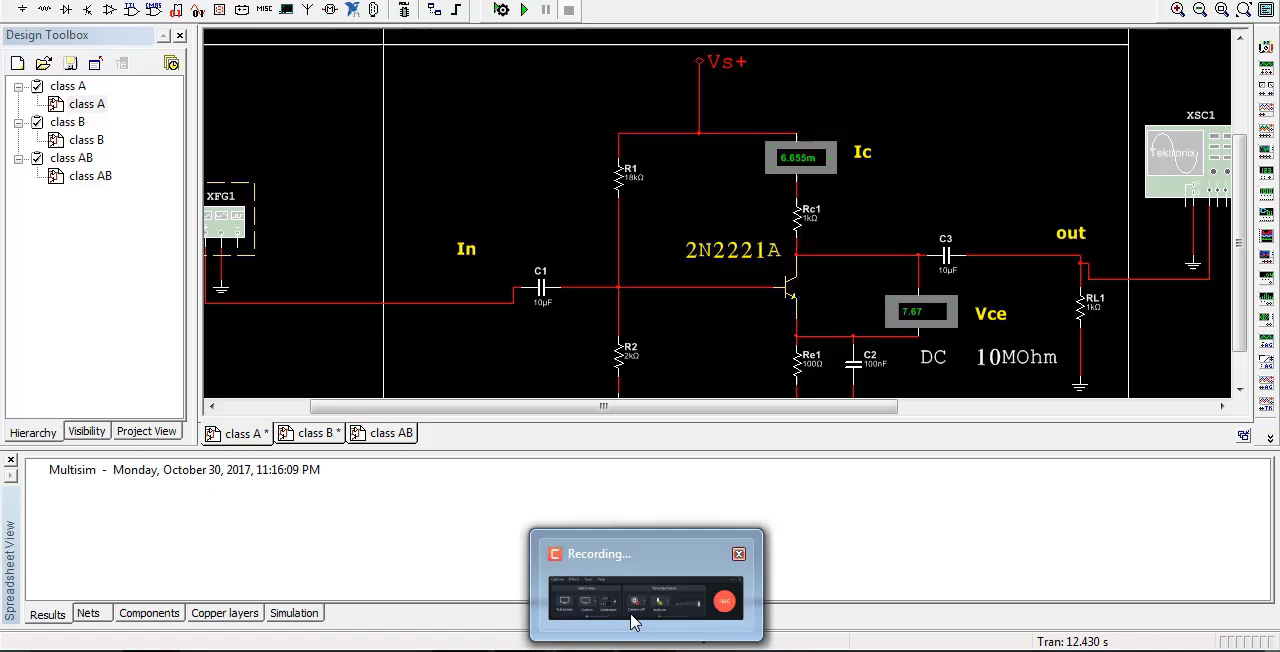 MISC
Design Toolbox
class A
class A
class B
class B
class AB
class AB
Hierarchy
Visibility
Project View
Vs+
XSC1
Tektronix
6.655m
Ic
R1
18kΩ
XFG1
Rc1
1kΩ
In
2N2221A
C3
10µF
out
C1
10µF
7.67
Vce
RL1
1kΩ
R2
2kΩ
Re1
100Ω
C2
100nF
DC 10MOhm
class A *
class B *
class AB
Multisim - Monday, October 30, 2017, 11:16:09 PM
Spreadsheet View
Recording...
Results
Nets
Components
Copper layers
Simulation
Tran: 12.430 s